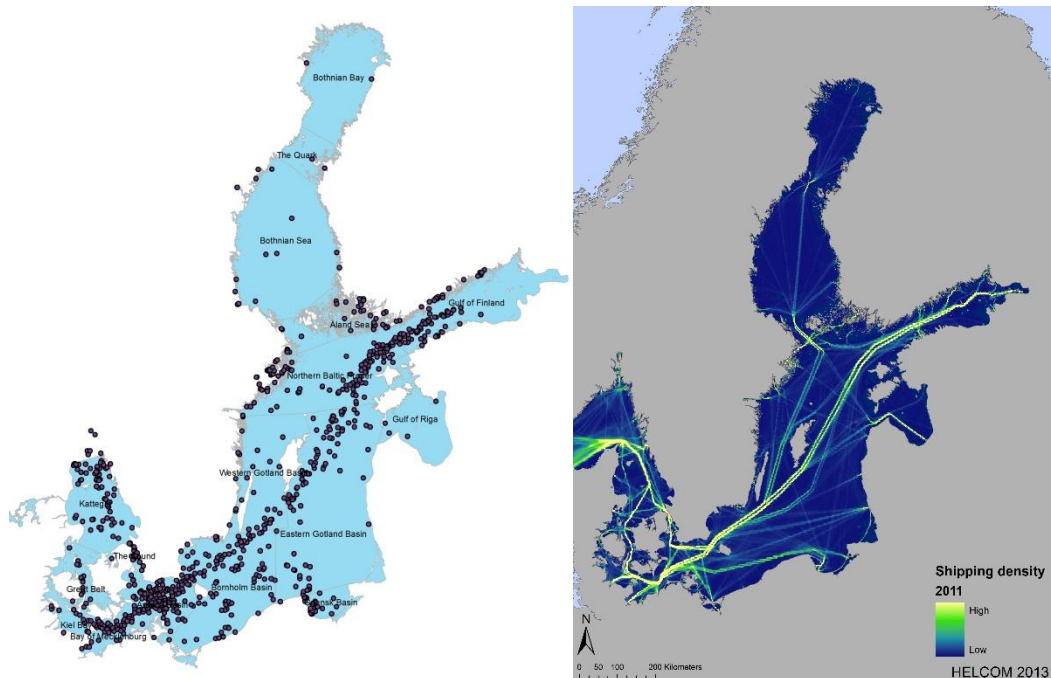 Bothnian Bay
The Quark
Bothnian Sea
Gulf of Finland
Åland Sea
Northern Baltic
Gulf of Riga
Western Gotland Basin
Kattegat
Eastern Gotland Basin
The Sound
Bornholm Basin
Great Belt
Basin
Kiel Bay
Bay of Mecklenburg
Shipping density
2011
High
Low
N
0 50 100 200 Kilometers
HELCOM 2013